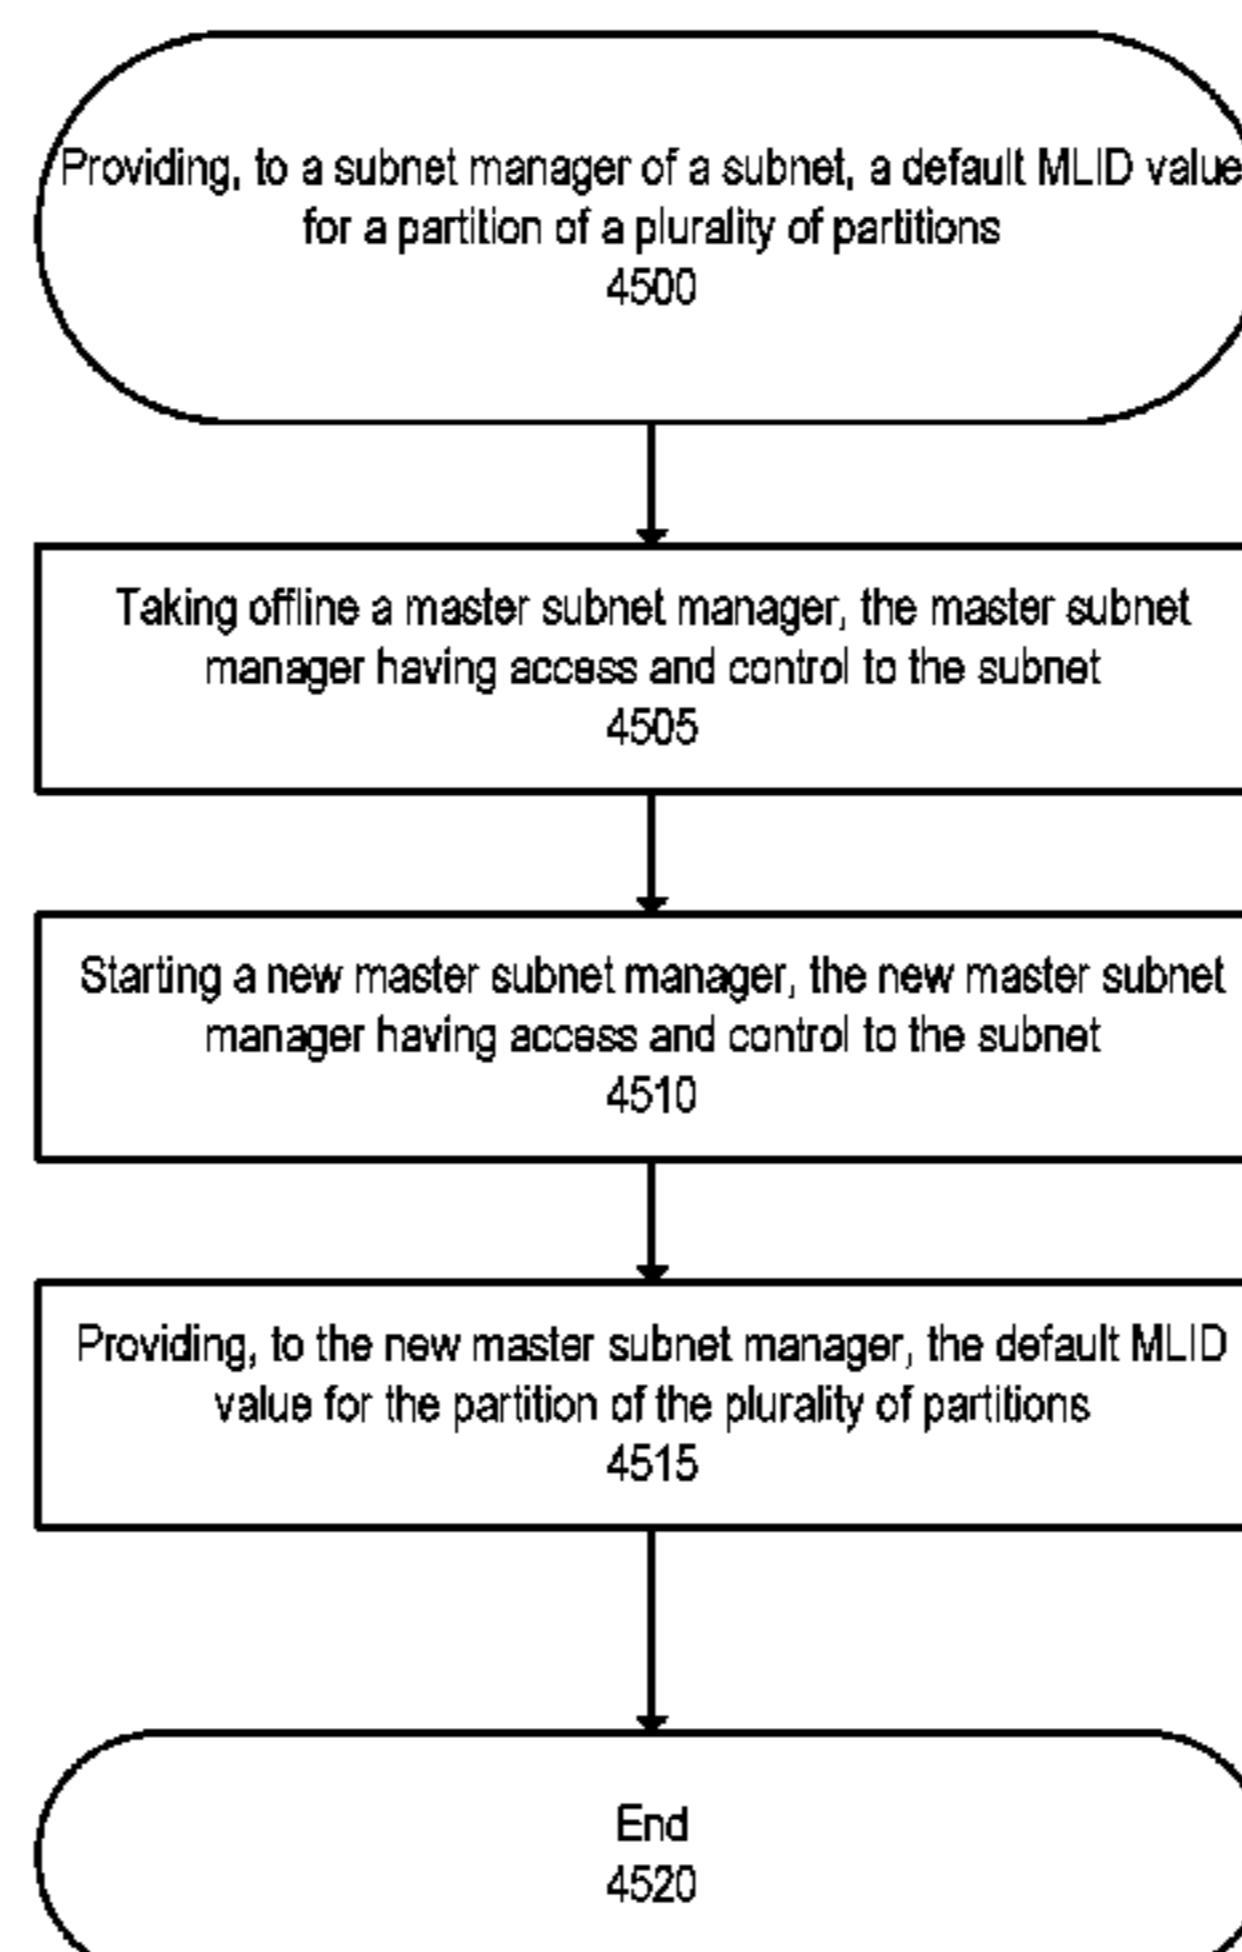 Providing, to a subnet manager of a subnet, a default MLID value
for a partition of a plurality of partitions
4500
Taking offline a master subnet manager, the master subnet
manager having access and control to the subnet
4505
Starting a new master subnet manager, the new master subnet
manager having access and control to the subnet
4510
Providing, to the new master subnet manager, the default MLID
value for the partition of the plurality of partitions
4515
End
4520